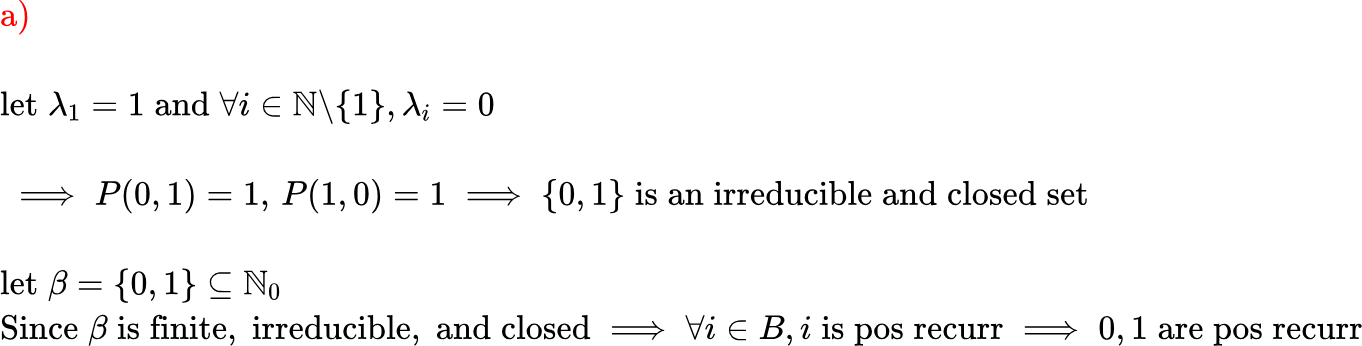 a)
let λ₁ = 1 and ∀i ∈ ℕ\{1}, λᵢ = 0
⟹ P(0, 1) = 1, P(1, 0) = 1 ⟹ {0, 1} is an irreducible and closed set
let β = {0, 1} ⊆ ℕ₀
Since β is finite, irreducible, and closed ⟹ ∀i ∈ B, i is pos recurr ⟹ 0, 1 are pos recurr